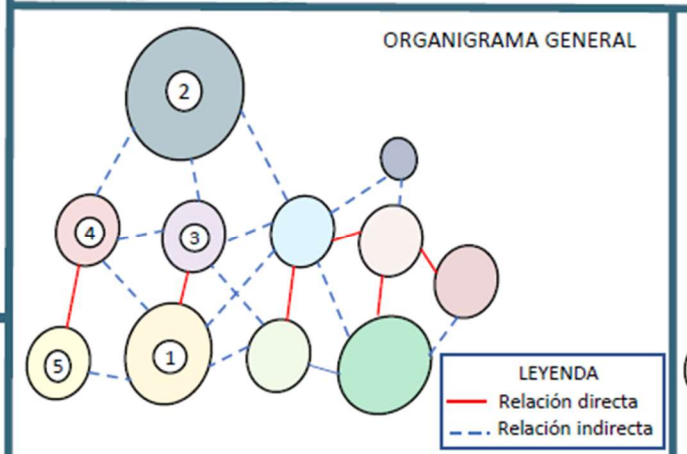 ORGANIGRAMA GENERAL
2
4
3
5
1
LEYENDA
Relación directa
Relación indirecta